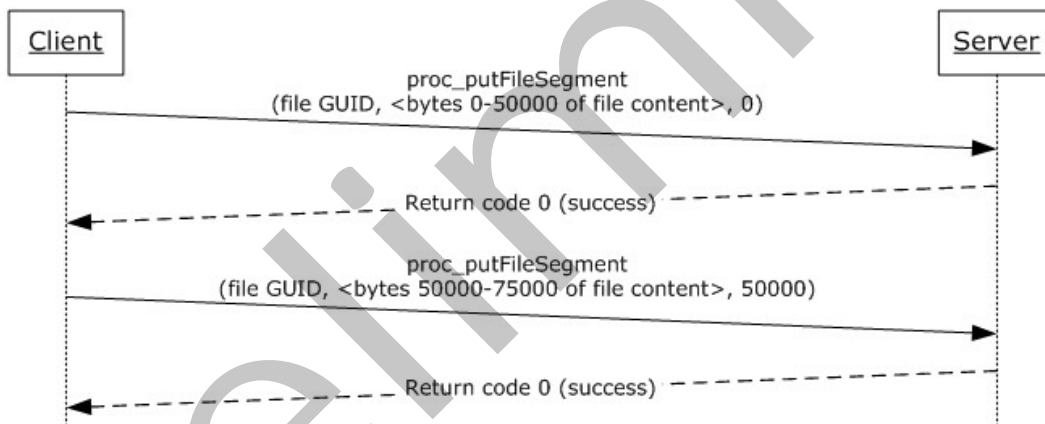 Client
Server
proc_putFileSegment
(file GUID, <bytes 0-50000 of file content>, 0)
Return code 0 (success)
proc_putFileSegment
(file GUID, <bytes 50000-75000 of file content>, 50000)
Return code 0 (success)